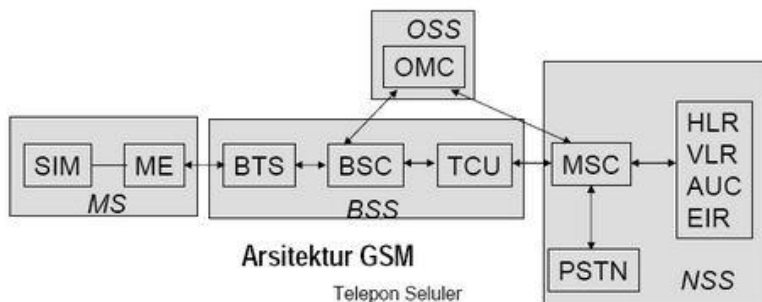 OSS
OMC
SIM
ME
MS
BTS
BSC
TCU
BSS
MSC
HLR
VLR
AUC
EIR
PSTN
NSS
Arsitektur GSM
Telepon Seluler